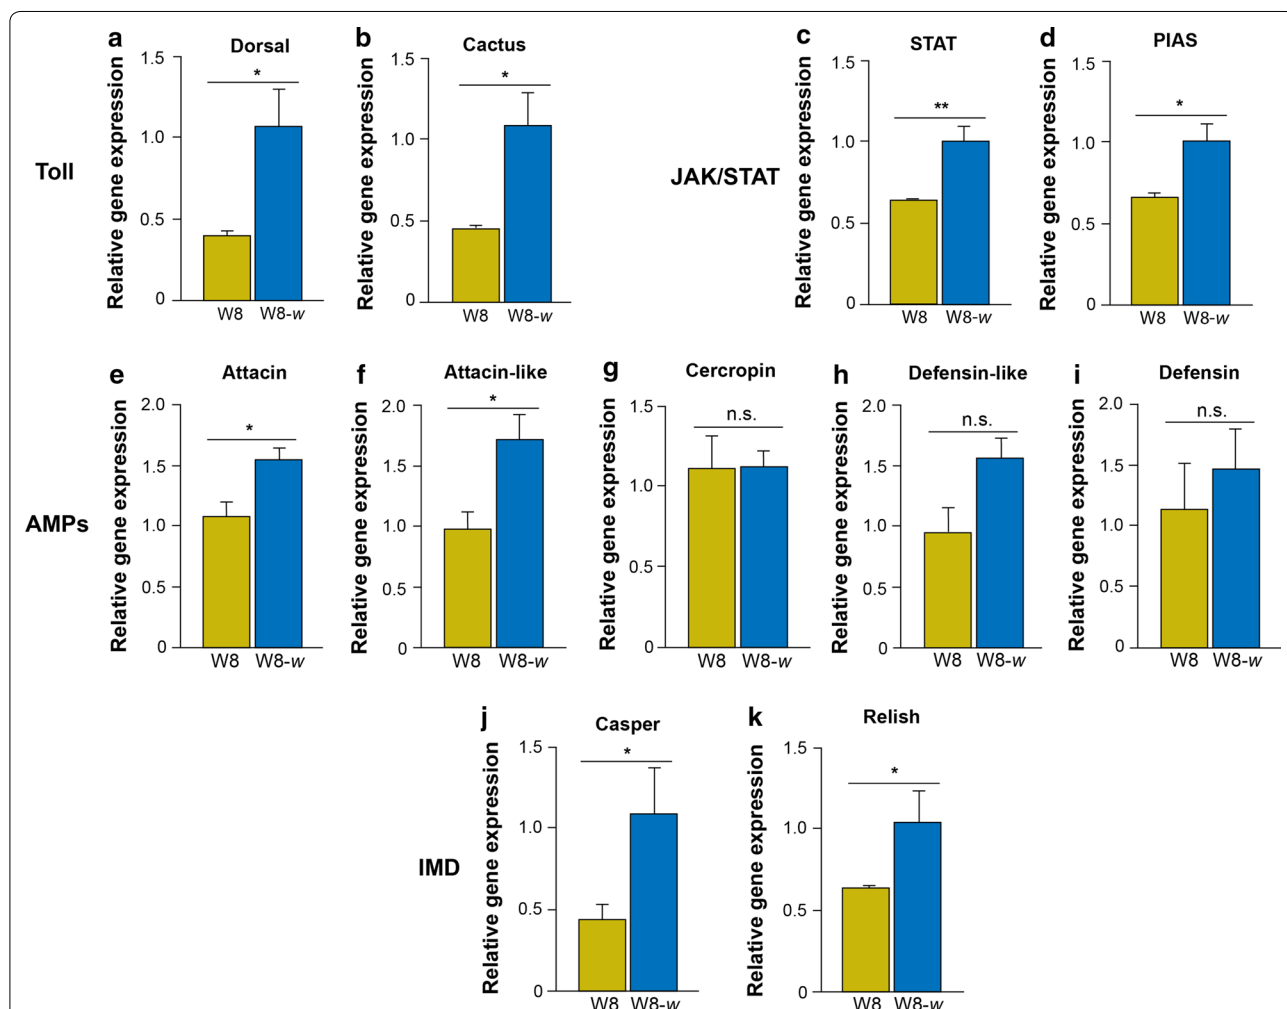 a Dorsal
b Cactus
c STAT
d PIAS
Toll
JAK/STAT
Relative gene expression
1.5
1.0
0.5
0
*
W8 W8-w
Relative gene expression
1.5
1.0
0.5
0
*
W8 W8-w
Relative gene expression
1.5
1.0
0.5
0
**
W8 W8-w
Relative gene expression
1.5
1.0
0.5
0
*
W8 W8-w
AMPs
e Attacin
Relative gene expression
2.0
1.5
1.0
0.5
0
*
W8 W8-w
f Attacin-like
Relative gene expression
2.0
1.5
1.0
0.5
0
*
W8 W8-w
g Cercropin
Relative gene expression
1.5
1.0
0.5
0
n.s.
W8 W8-w
h Defensin-like
Relative gene expression
2.0
1.5
1.0
0.5
0
n.s.
W8 W8-w
i Defensin
Relative gene expression
2.0
1.5
1.0
0.5
0
n.s.
W8 W8-w
IMD
j Casper
Relative gene expression
1.5
1.0
0.5
0
*
W8 W8-w
k Relish
Relative gene expression
1.5
1.0
0.5
0
*
W8 W8-w